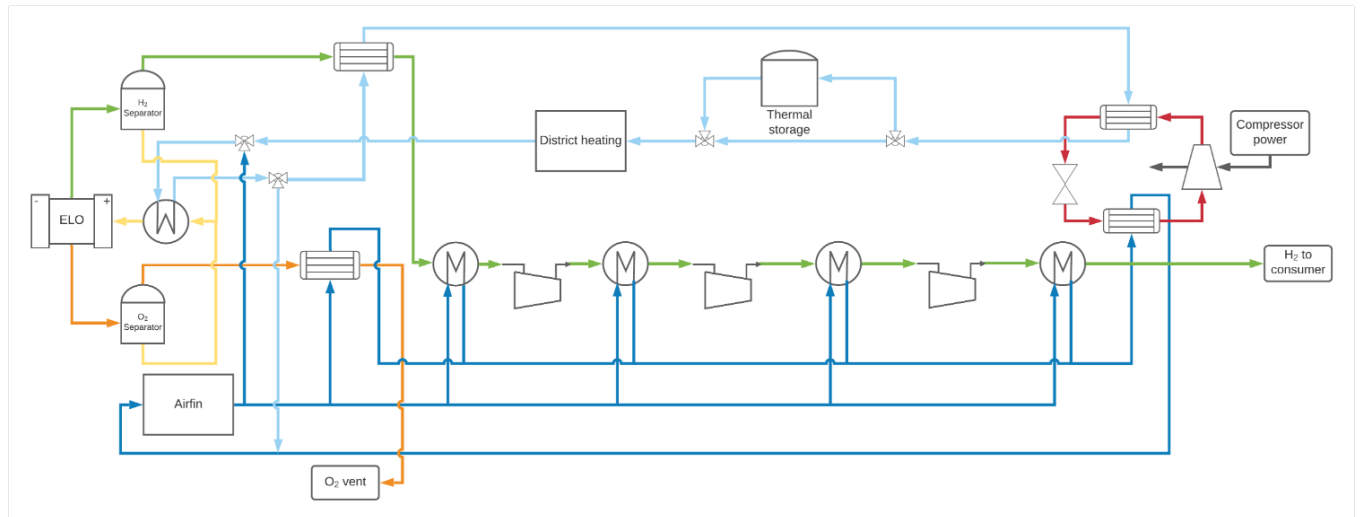 H₂
Separator
Thermal
storage
District heating
Compressor
power
- ELO +
H₂ to
consumer
O₂
Separator
Airfin
O₂ vent